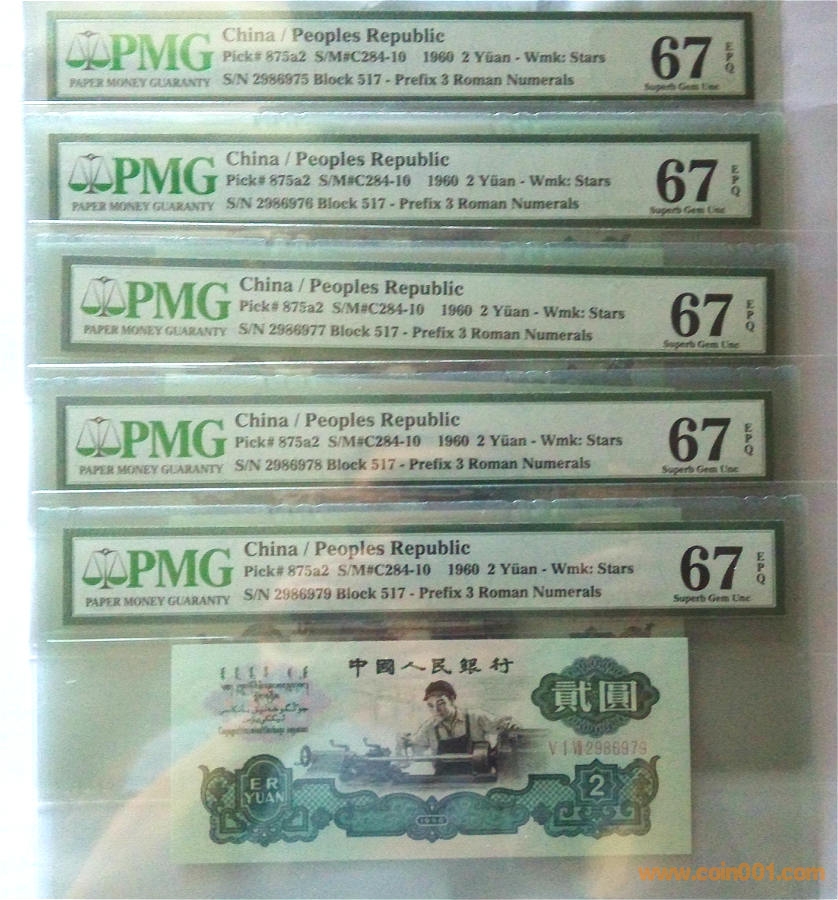 PMG
PAPER MONEY GUARANTY
China / Peoples Republic
Pick# 875a2 S/M#C284-10 1960 2 Yüan - Wmk: Stars
S/N 2986975 Block 517 - Prefix 3 Roman Numerals
67
EPQ
Superb Gem Unc
PMG
PAPER MONEY GUARANTY
China / Peoples Republic
Pick# 875a2 S/M#C284-10 1960 2 Yüan - Wmk: Stars
S/N 2986976 Block 517 - Prefix 3 Roman Numerals
67
EPQ
Superb Gem Unc
PMG
PAPER MONEY GUARANTY
China / Peoples Republic
Pick# 875a2 S/M#C284-10 1960 2 Yüan - Wmk: Stars
S/N 2986977 Block 517 - Prefix 3 Roman Numerals
67
EPQ
Superb Gem Unc
PMG
PAPER MONEY GUARANTY
China / Peoples Republic
Pick# 875a2 S/M#C284-10 1960 2 Yüan - Wmk: Stars
S/N 2986978 Block 517 - Prefix 3 Roman Numerals
67
EPQ
Superb Gem Unc
PMG
PAPER MONEY GUARANTY
China / Peoples Republic
Pick# 875a2 S/M#C284-10 1960 2 Yüan - Wmk: Stars
S/N 2986979 Block 517 - Prefix 3 Roman Numerals
67
EPQ
Superb Gem Unc
中國人民銀行
貳圓
2986979
ER
YUAN
2
1960
www.coin001.com